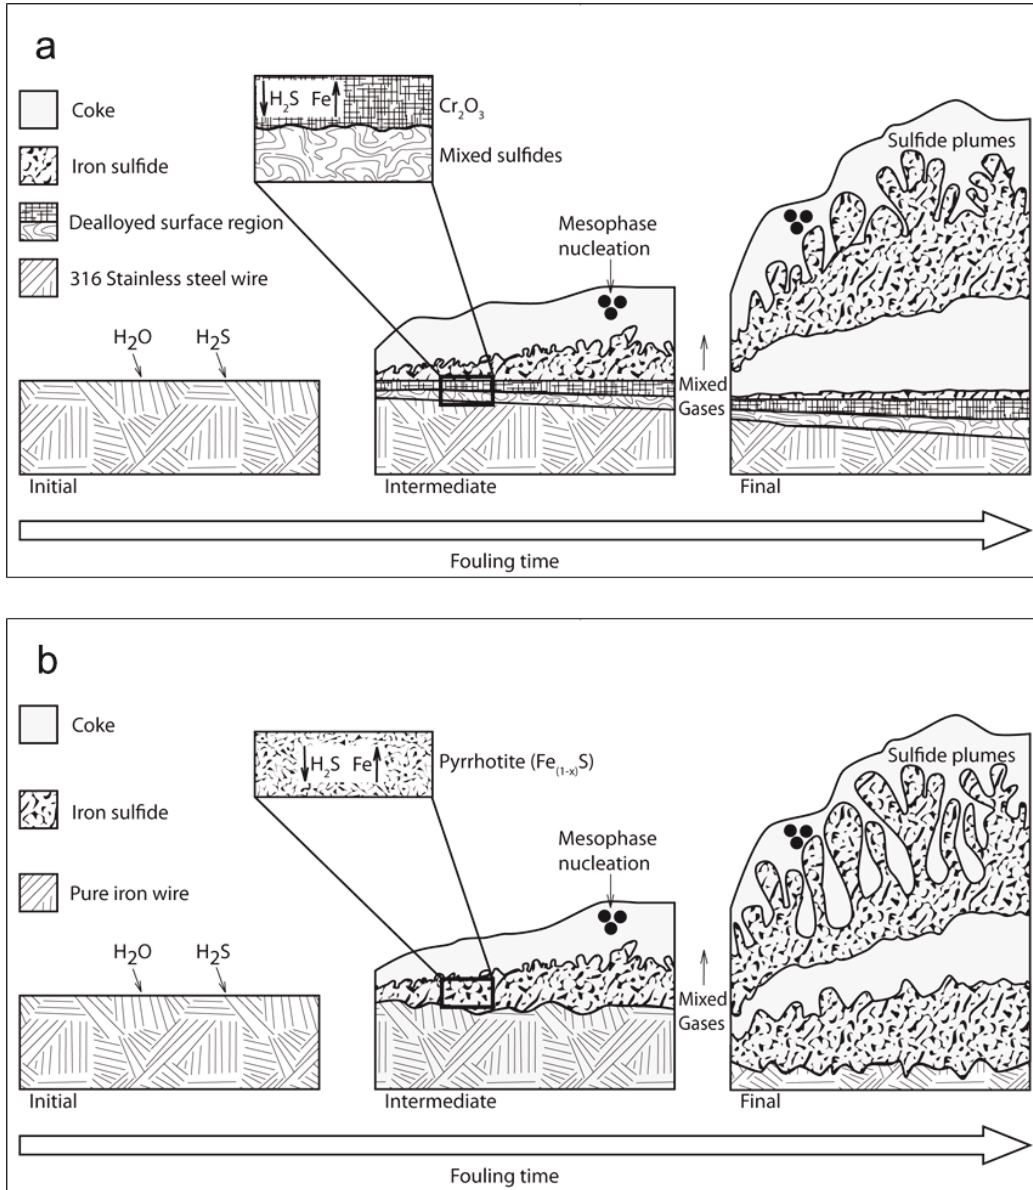 a
Coke
Iron sulfide
Dealloyed surface region
316 Stainless steel wire
H₂S Fe
Cr₂O₃
Mixed sulfides
H₂O H₂S
Mesophase
nucleation
Mixed
Gases
Sulfide plumes
Initial
Intermediate
Final
Fouling time
b
Coke
Iron sulfide
Pure iron wire
H₂S Fe
Pyrrhotite (Fe₍₁₋ₓ₎S)
H₂O H₂S
Mesophase
nucleation
Mixed
Gases
Sulfide plumes
Initial
Intermediate
Final
Fouling time